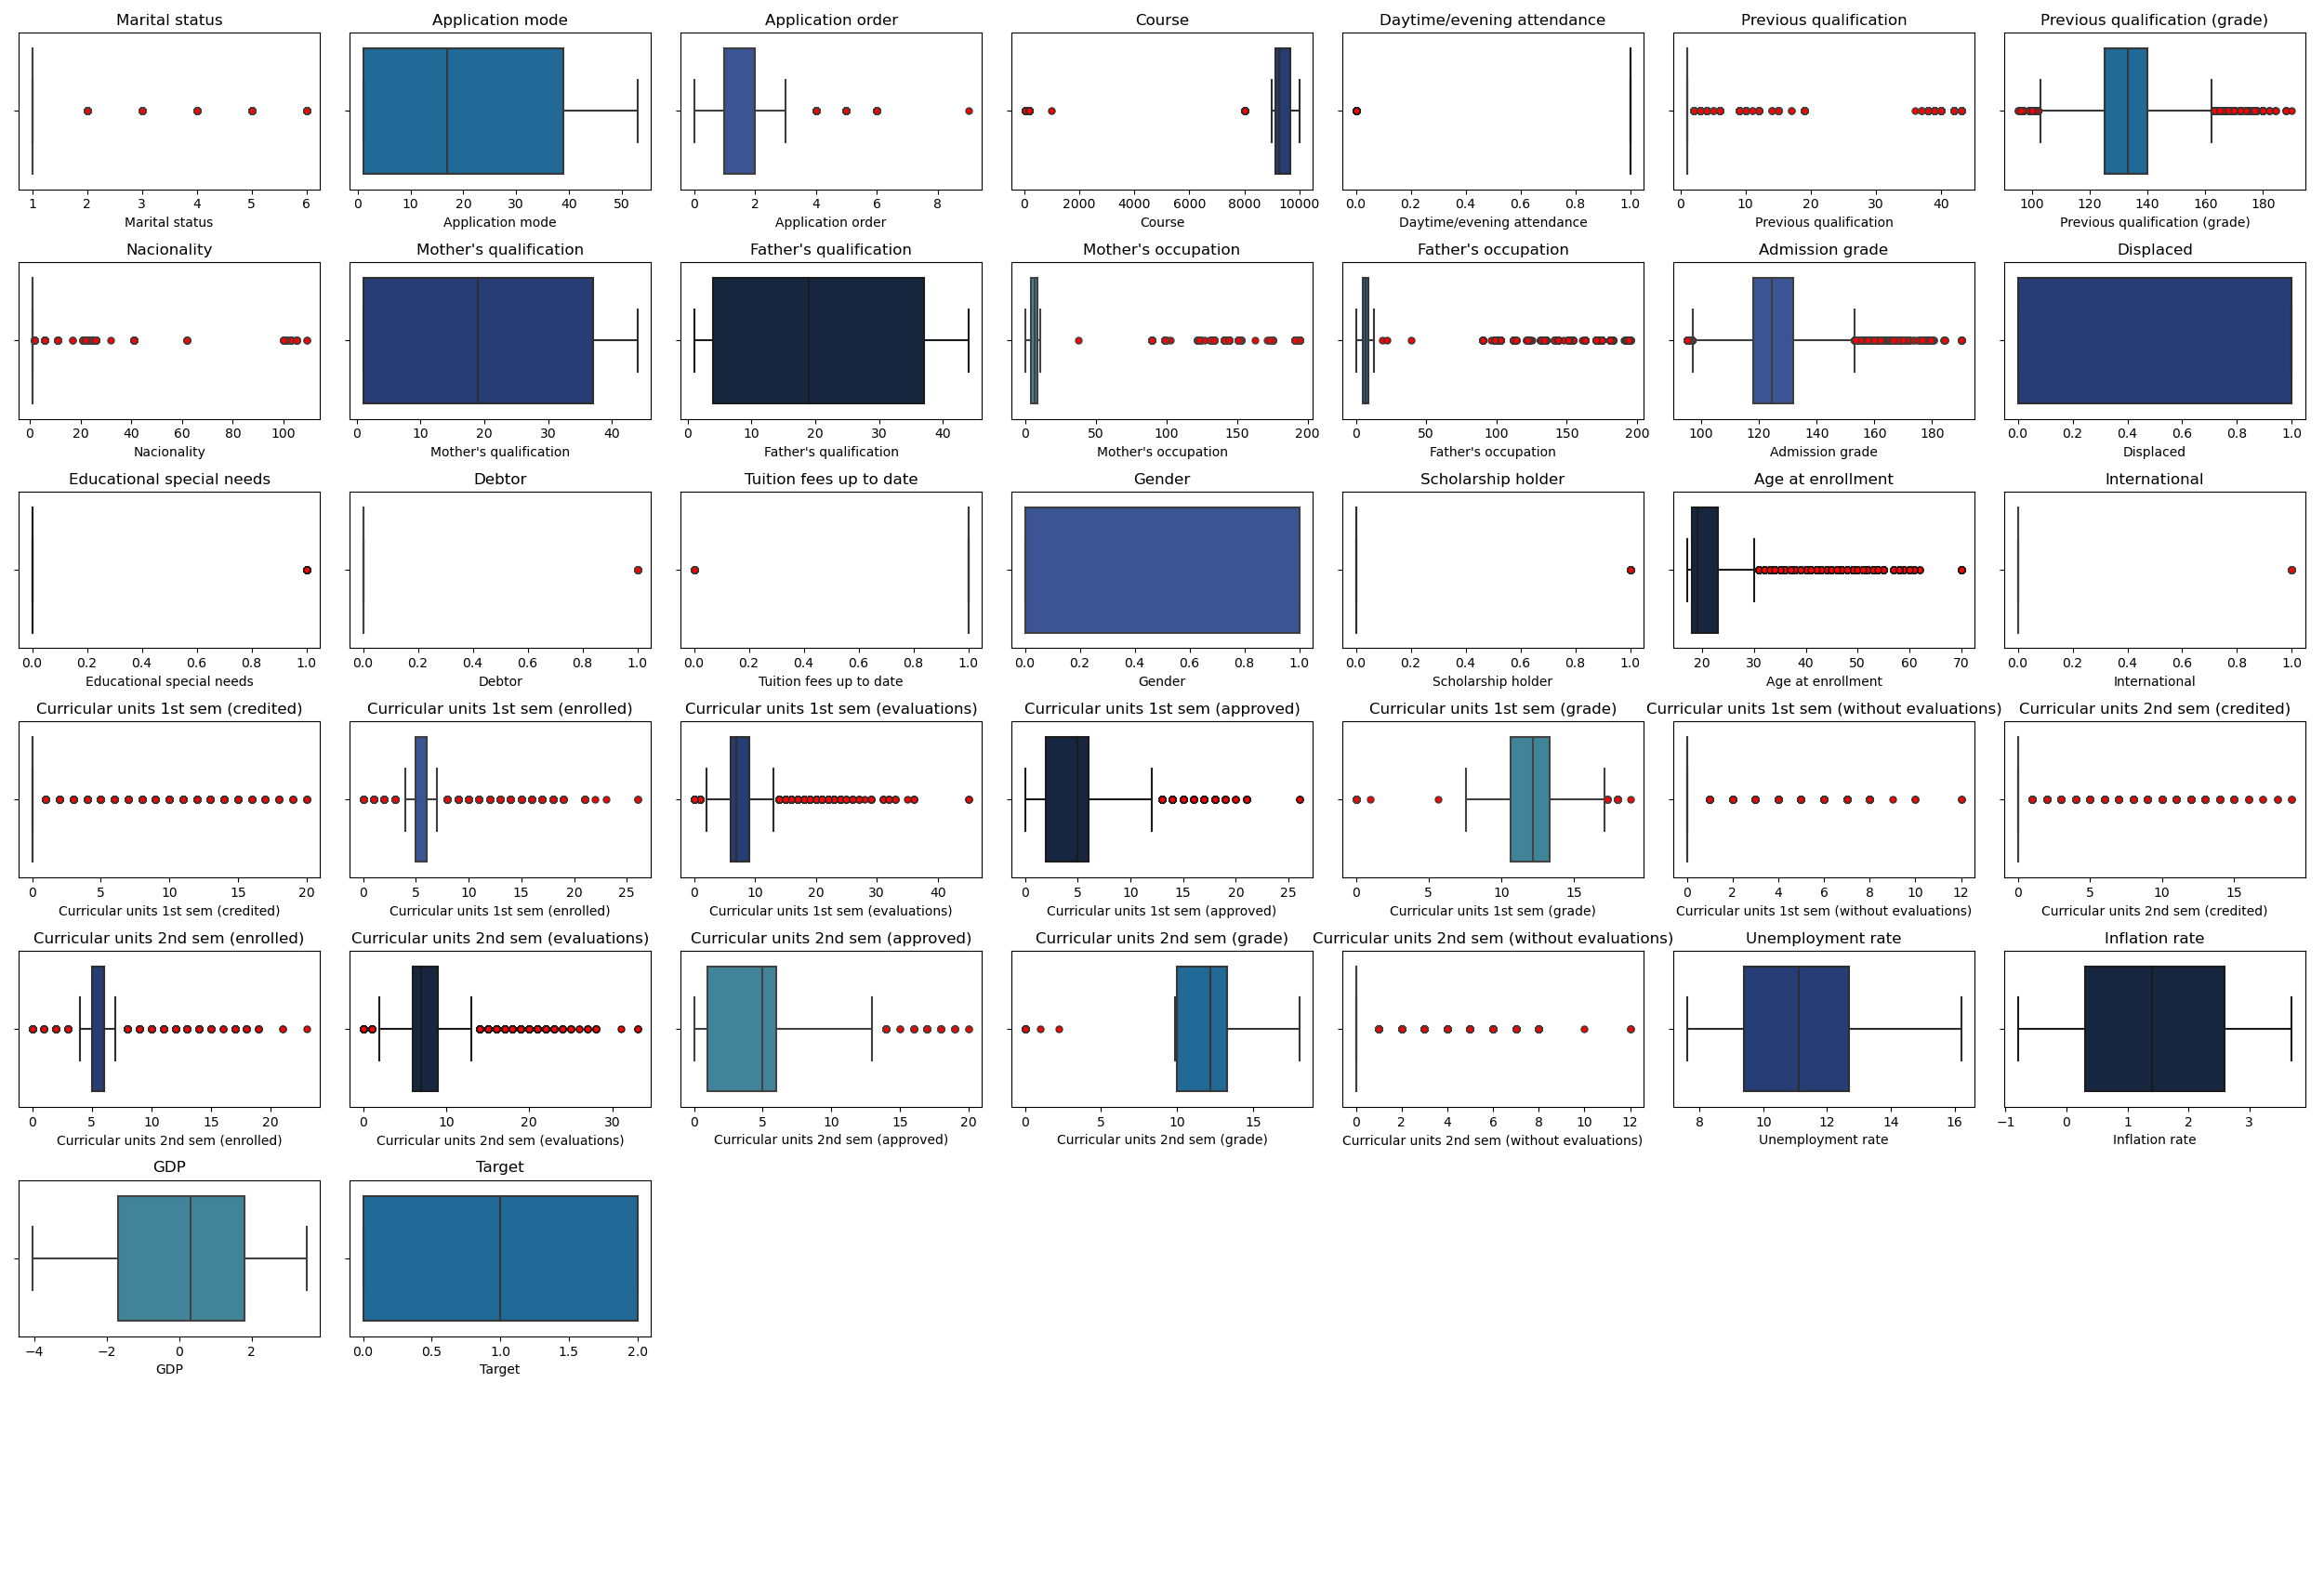 Marital status Application mode Application order Course Daytime/evening attendance Previous qualification Previous qualification (grade)
1 2 3 4 5 6 0 10 20 30 40 50 0 2 4 6 8 0 2000 4000 6000 8000 10000 0.0 0.2 0.4 0.6 0.8 1.0 0 10 20 30 40 100 120 140 160 180
Marital status Application mode Application order Course Daytime/evening attendance Previous qualification Previous qualification (grade)
Nacionality Mother's qualification Father's qualification Mother's occupation Father's occupation Admission grade Displaced
0 20 40 60 80 100 0 10 20 30 40 0 10 20 30 40 0 50 100 150 200 0 50 100 150 200 100 120 140 160 180 0.0 0.2 0.4 0.6 0.8 1.0
Nacionality Mother's qualification Father's qualification Mother's occupation Father's occupation Admission grade Displaced
Educational special needs Debtor Tuition fees up to date Gender Scholarship holder Age at enrollment International
0.0 0.2 0.4 0.6 0.8 1.0 0.0 0.2 0.4 0.6 0.8 1.0 0.0 0.2 0.4 0.6 0.8 1.0 0.0 0.2 0.4 0.6 0.8 1.0 0.0 0.2 0.4 0.6 0.8 1.0 20 30 40 50 60 70 0.0 0.2 0.4 0.6 0.8 1.0
Educational special needs Debtor Tuition fees up to date Gender Scholarship holder Age at enrollment International
Curricular units 1st sem (credited) Curricular units 1st sem (enrolled) Curricular units 1st sem (evaluations) Curricular units 1st sem (approved) Curricular units 1st sem (grade) Curricular units 1st sem (without evaluations) Curricular units 2nd sem (credited)
0 5 10 15 20 0 5 10 15 20 25 0 10 20 30 40 0 5 10 15 20 25 0 5 10 15 0 2 4 6 8 10 12 0 5 10 15
Curricular units 1st sem (credited) Curricular units 1st sem (enrolled) Curricular units 1st sem (evaluations) Curricular units 1st sem (approved) Curricular units 1st sem (grade) Curricular units 1st sem (without evaluations) Curricular units 2nd sem (credited)
Curricular units 2nd sem (enrolled) Curricular units 2nd sem (evaluations) Curricular units 2nd sem (approved) Curricular units 2nd sem (grade) Curricular units 2nd sem (without evaluations) Unemployment rate Inflation rate
0 5 10 15 20 0 10 20 30 0 5 10 15 20 5 10 15 0 2 4 6 8 10 12 8 10 12 14 16 −1 0 1 2 3
Curricular units 2nd sem (enrolled) Curricular units 2nd sem (evaluations) Curricular units 2nd sem (approved) Curricular units 2nd sem (grade) Curricular units 2nd sem (without evaluations) Unemployment rate Inflation rate
GDP Target
−4 −2 0 2 0.0 0.5 1.0 1.5 2.0
GDP Target